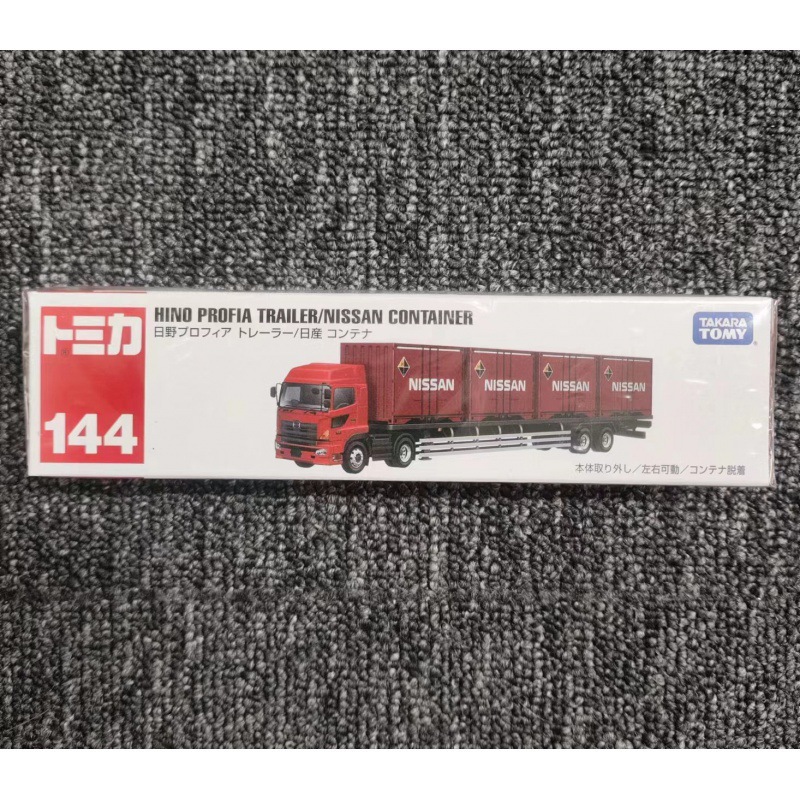 トミカ
144
HINO PROFIA TRAILER/NISSAN CONTAINER
日野プロフィア トレーラー/日産 コンテナ
TAKARA
TOMY
NISSAN
NISSAN
NISSAN
NISSAN
本体取り外し/左右可動/コンテナ脱着